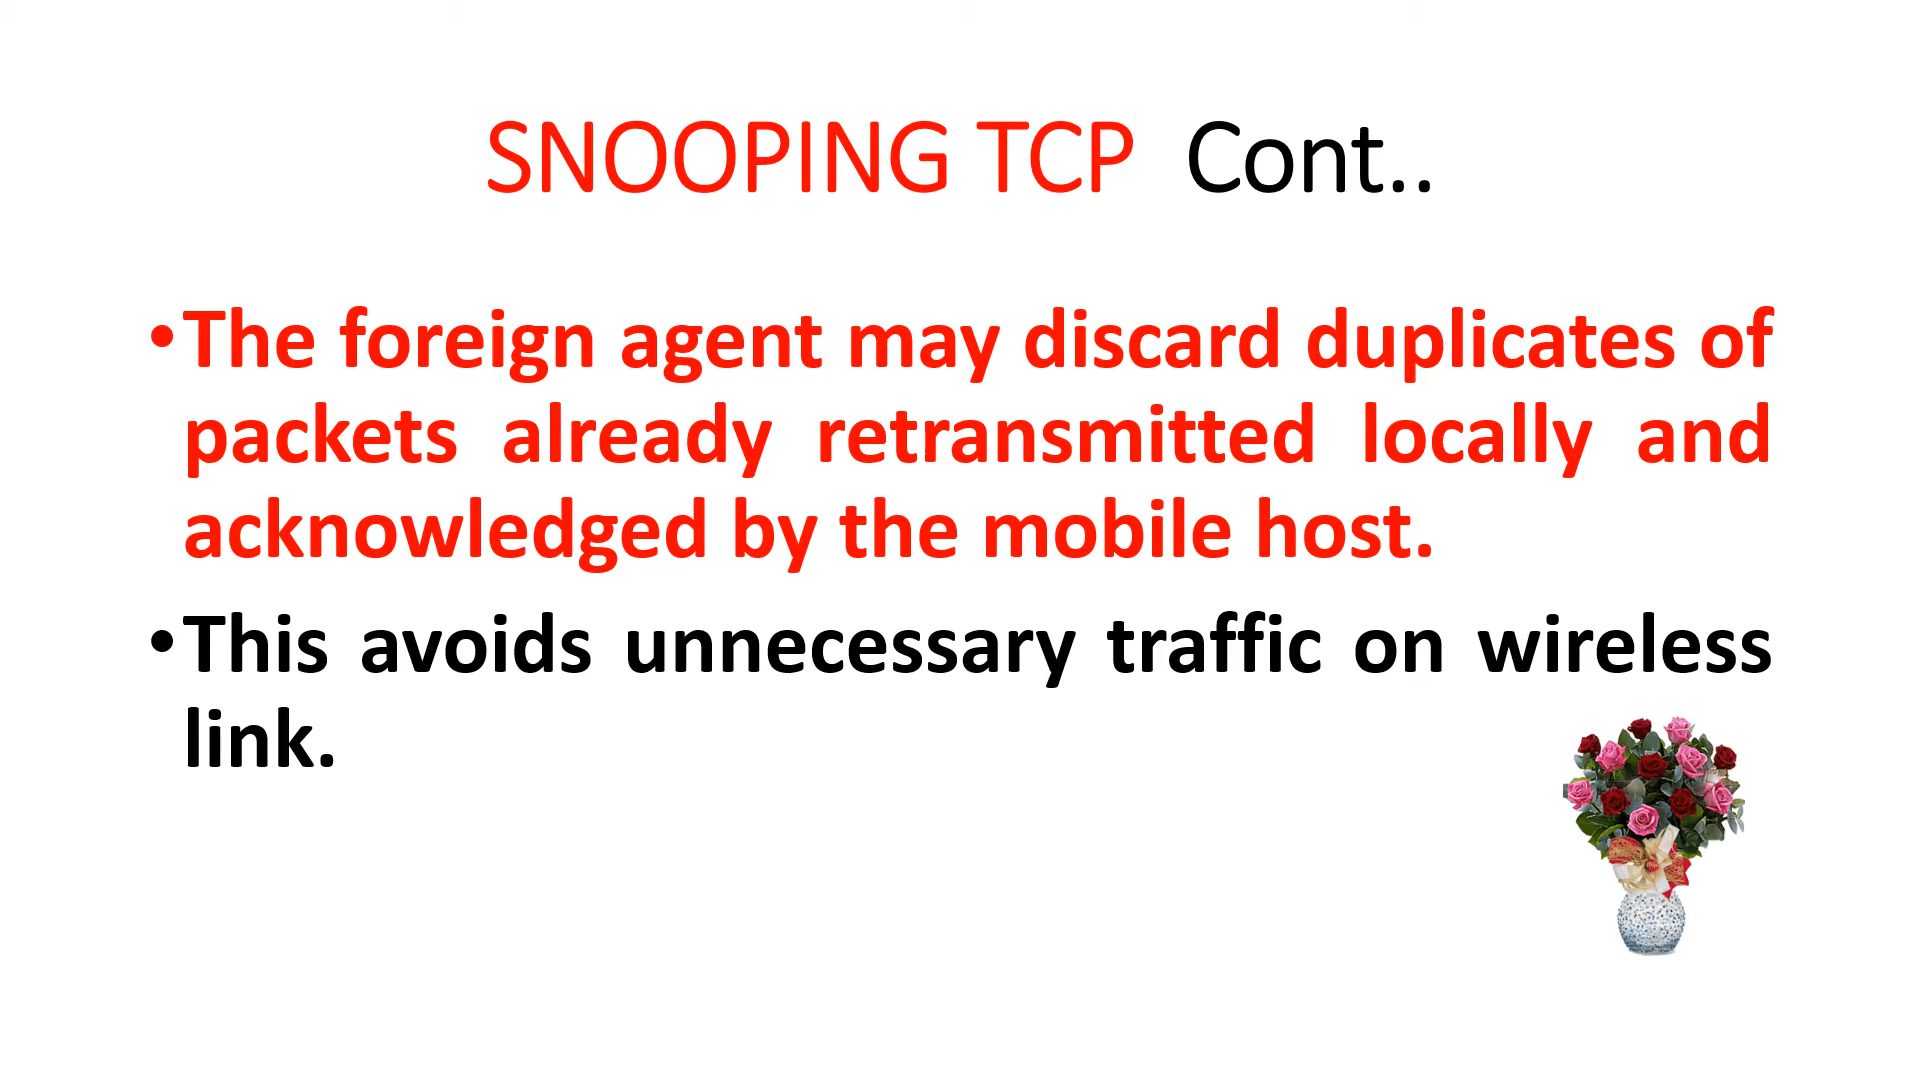 SNOOPING TCP Cont..
•The foreign agent may discard duplicates of
packets already retransmitted locally and
acknowledged by the mobile host.
•This avoids unnecessary traffic on wireless
link.